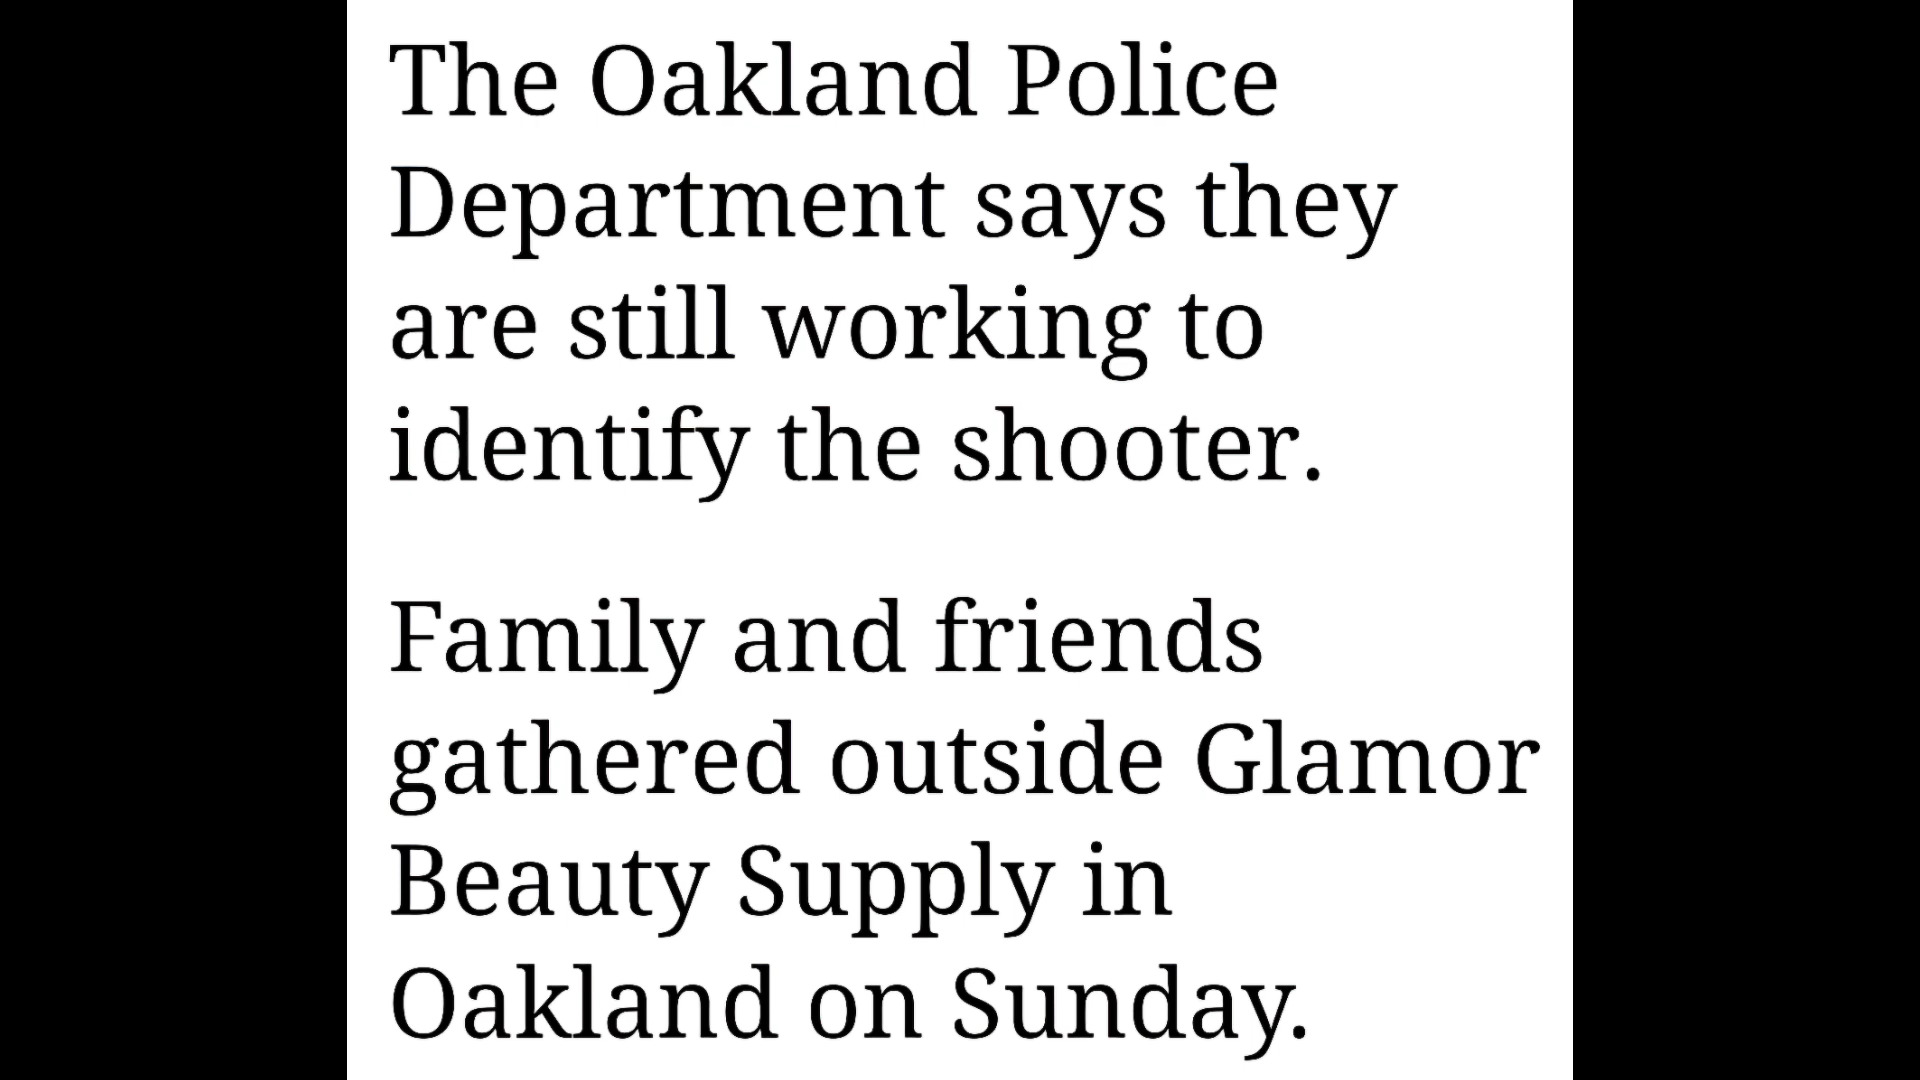 The Oakland Police
Department says they
are still working to
identify the shooter.
Family and friends
gathered outside Glamor
Beauty Supply in
Oakland on Sunday.